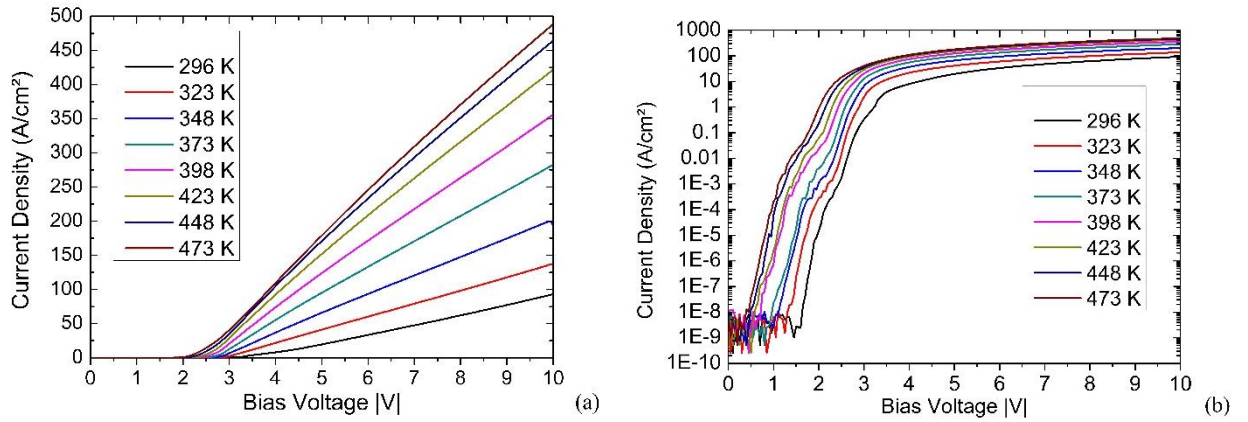 500
450
400
350
300
250
200
150
100
50
0
Current Density (A/cm²)
296 K
323 K
348 K
373 K
398 K
423 K
448 K
473 K
0 1 2 3 4 5 6 7 8 9 10
Bias Voltage |V|
(a)
1000
100
10
1
0.1
0.01
1E-3
1E-4
1E-5
1E-6
1E-7
1E-8
1E-9
1E-10
Current Density (A/cm²)
296 K
323 K
348 K
373 K
398 K
423 K
448 K
473 K
0 1 2 3 4 5 6 7 8 9 10
Bias Voltage |V|
(b)